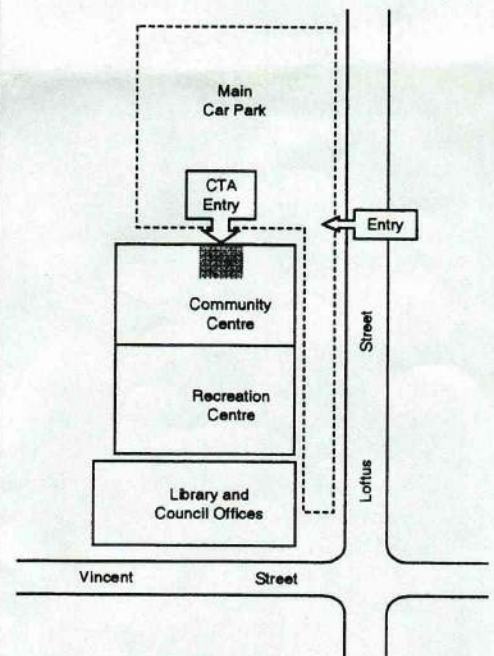 Main
Car Park
CTA
Entry
Entry
Community
Centre
Street
Recreation
Centre
Loftus
Library and
Council Offices
Vincent Street